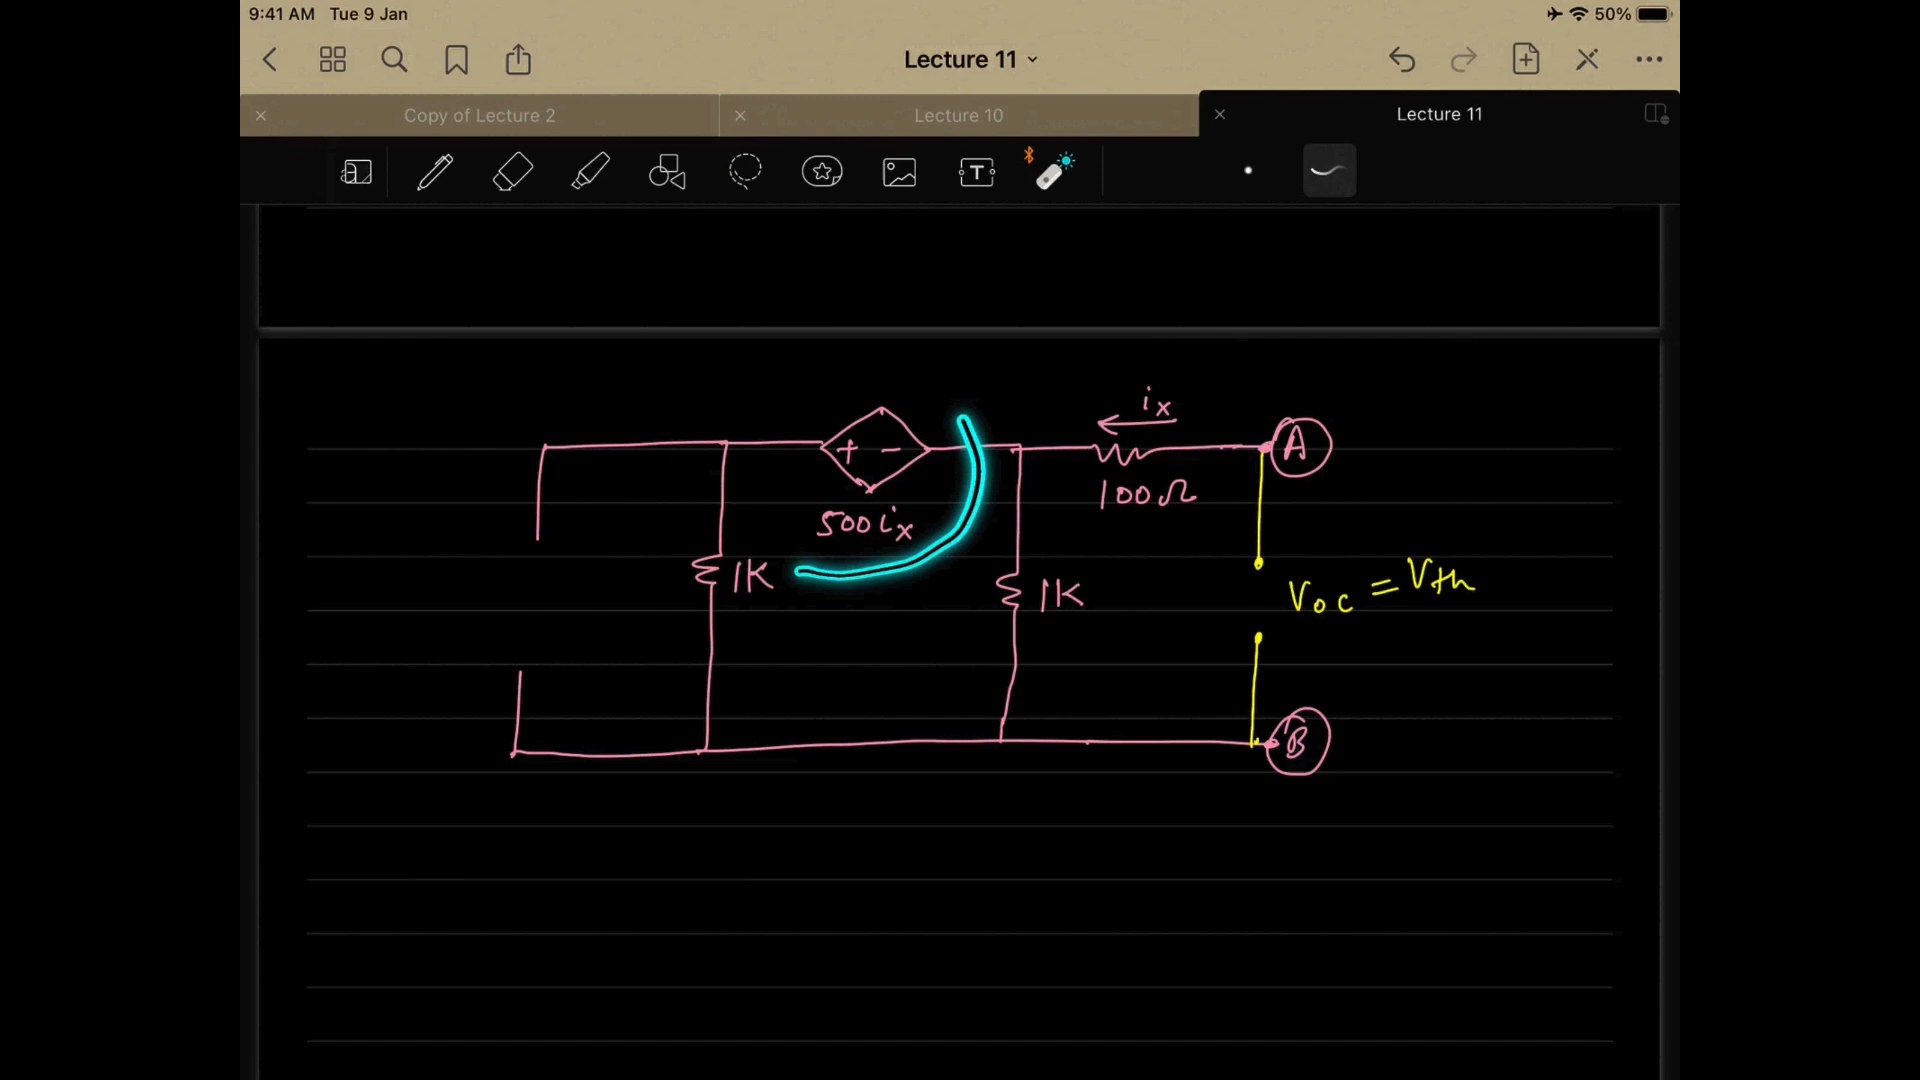 9:41 AM Tue 9 Jan
50%
Lecture 11
Copy of Lecture 2
Lecture 10
Lecture 11
T
ix
+ -
A
100Ω
500ix
1K
1K
Voc = Vth
B